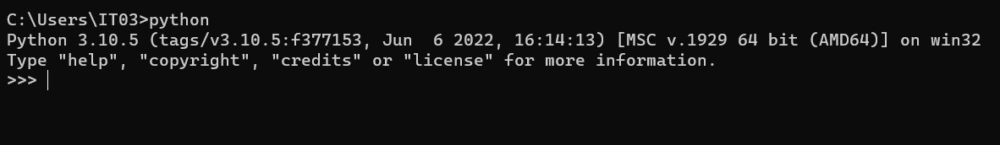 C:\Users\IT03>python
Python 3.10.5 (tags/v3.10.5:f377153, Jun  6 2022, 16:14:13) [MSC v.1929 64 bit (AMD64)] on win32
Type "help", "copyright", "credits" or "license" for more information.
>>>